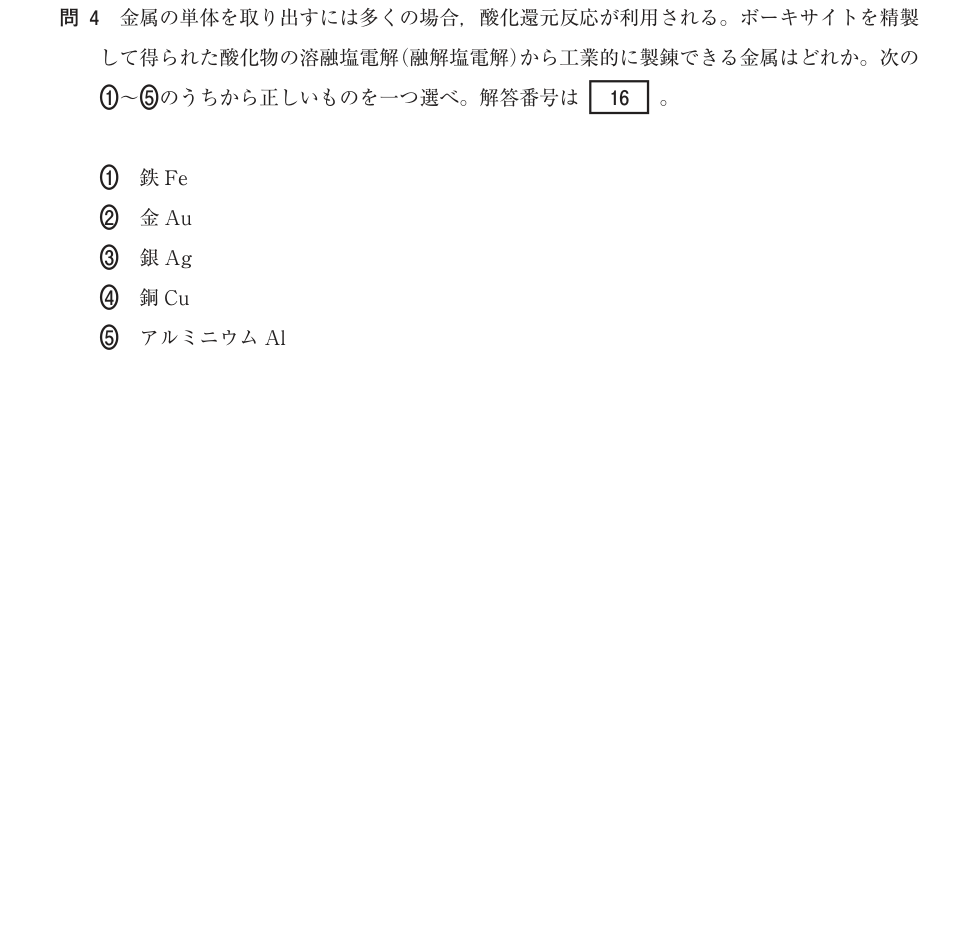 問 4 金属の単体を取り出すには多くの場合，酸化還元反応が利用される。ボーキサイトを精製
して得られた酸化物の溶融塩電解(融解塩電解)から工業的に製錬できる金属はどれか。次の
①～⑤のうちから正しいものを一つ選べ。解答番号は 16 。
① 鉄 Fe
② 金 Au
③ 銀 Ag
④ 銅 Cu
⑤ アルミニウム Al